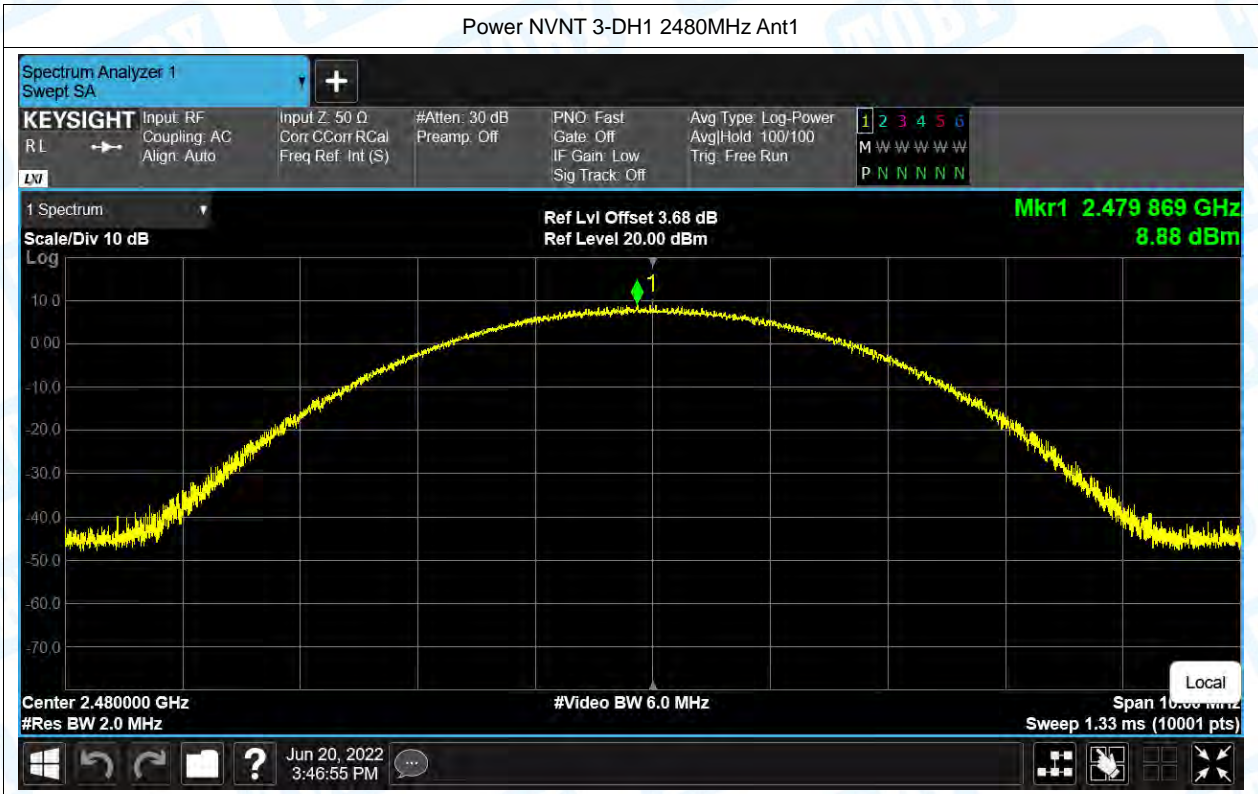 Power NVNT 3-DH1 2480MHz Ant1
Spectrum Analyzer 1
Swept SA
+
KEYSIGHT
RL
LXI
Input: RF
Coupling: AC
Align: Auto
Input Z: 50 Ω
Corr CCorr RCal
Freq Ref: Int (S)
#Atten: 30 dB
Preamp: Off
PNO: Fast
Gate: Off
IF Gain: Low
Sig Track: Off
Avg Type: Log-Power
Avg|Hold: 100/100
Trig: Free Run
1 2 3 4 5 6
M W W W W W
P N N N N N
1 Spectrum
Scale/Div 10 dB
Log
Ref Lvl Offset 3.68 dB
Ref Level 20.00 dBm
Mkr1 2.479 869 GHz
8.88 dBm
1
10.0
0.00
-10.0
-20.0
-30.0
-40.0
-50.0
-60.0
-70.0
Center 2.480000 GHz
#Res BW 2.0 MHz
#Video BW 6.0 MHz
Local
Span 10.00 MHz
Sweep 1.33 ms (10001 pts)
?
Jun 20, 2022
3:46:55 PM